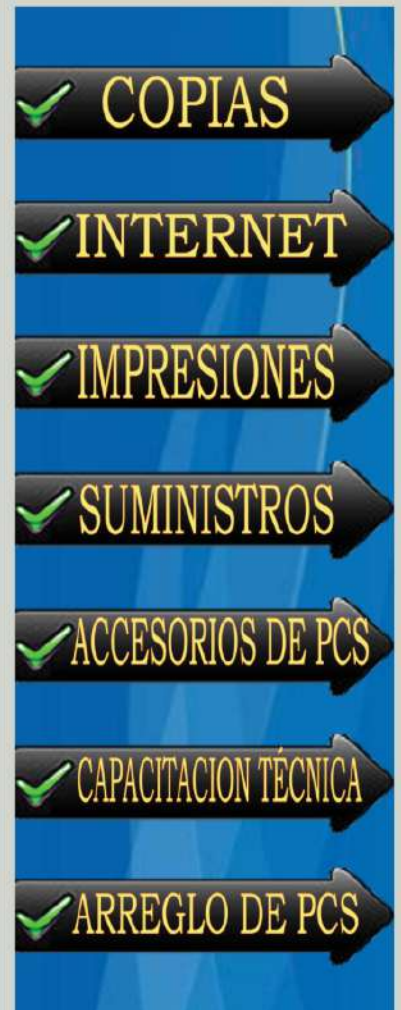 COPIAS
INTERNET
IMPRESIONES
SUMINISTROS
ACCESORIOS DE PCS
CAPACITACION TÉCNICA
ARREGLO DE PCS